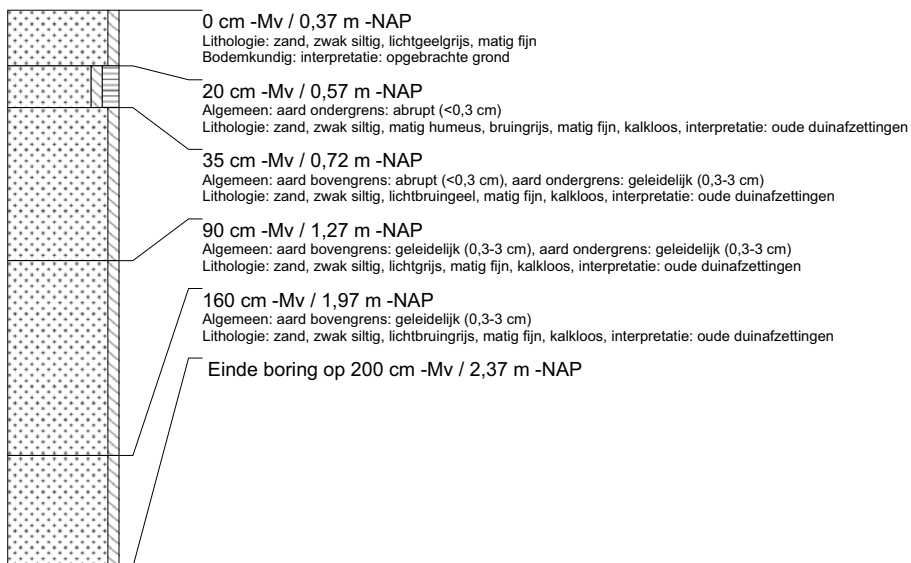 0 cm -Mv / 0,37 m -NAP
Lithologie: zand, zwak siltig, lichtgeelgrijs, matig fijn
Bodemkundig: interpretatie: opgebrachte grond
20 cm -Mv / 0,57 m -NAP
Algemeen: aard ondergrens: abrupt (<0,3 cm)
Lithologie: zand, zwak siltig, matig humeus, bruingrijs, matig fijn, kalkloos, interpretatie: oude duinafzettingen
35 cm -Mv / 0,72 m -NAP
Algemeen: aard bovengrens: abrupt (<0,3 cm), aard ondergrens: geleidelijk (0,3-3 cm)
Lithologie: zand, zwak siltig, lichtbruingeel, matig fijn, kalkloos, interpretatie: oude duinafzettingen
90 cm -Mv / 1,27 m -NAP
Algemeen: aard bovengrens: geleidelijk (0,3-3 cm), aard ondergrens: geleidelijk (0,3-3 cm)
Lithologie: zand, zwak siltig, lichtgrijs, matig fijn, kalkloos, interpretatie: oude duinafzettingen
160 cm -Mv / 1,97 m -NAP
Algemeen: aard bovengrens: geleidelijk (0,3-3 cm)
Lithologie: zand, zwak siltig, lichtbruingrijs, matig fijn, kalkloos, interpretatie: oude duinafzettingen
Einde boring op 200 cm -Mv / 2,37 m -NAP